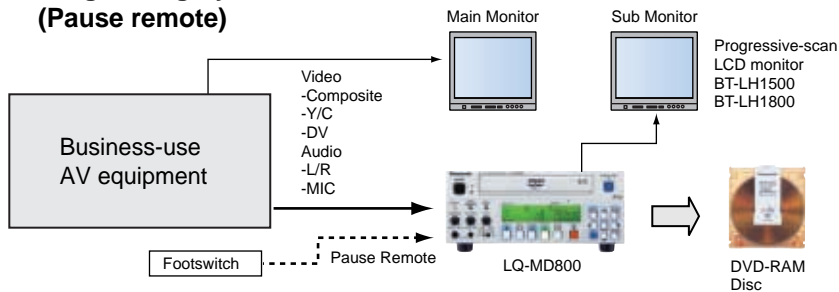 (Pause remote)
Main Monitor
Sub Monitor
Progressive-scan
LCD monitor
BT-LH1500
BT-LH1800
Video
-Composite
-Y/C
-DV
Audio
-L/R
-MIC
Business-use
AV equipment
Footswitch
Pause Remote
LQ-MD800
DVD-RAM
Disc